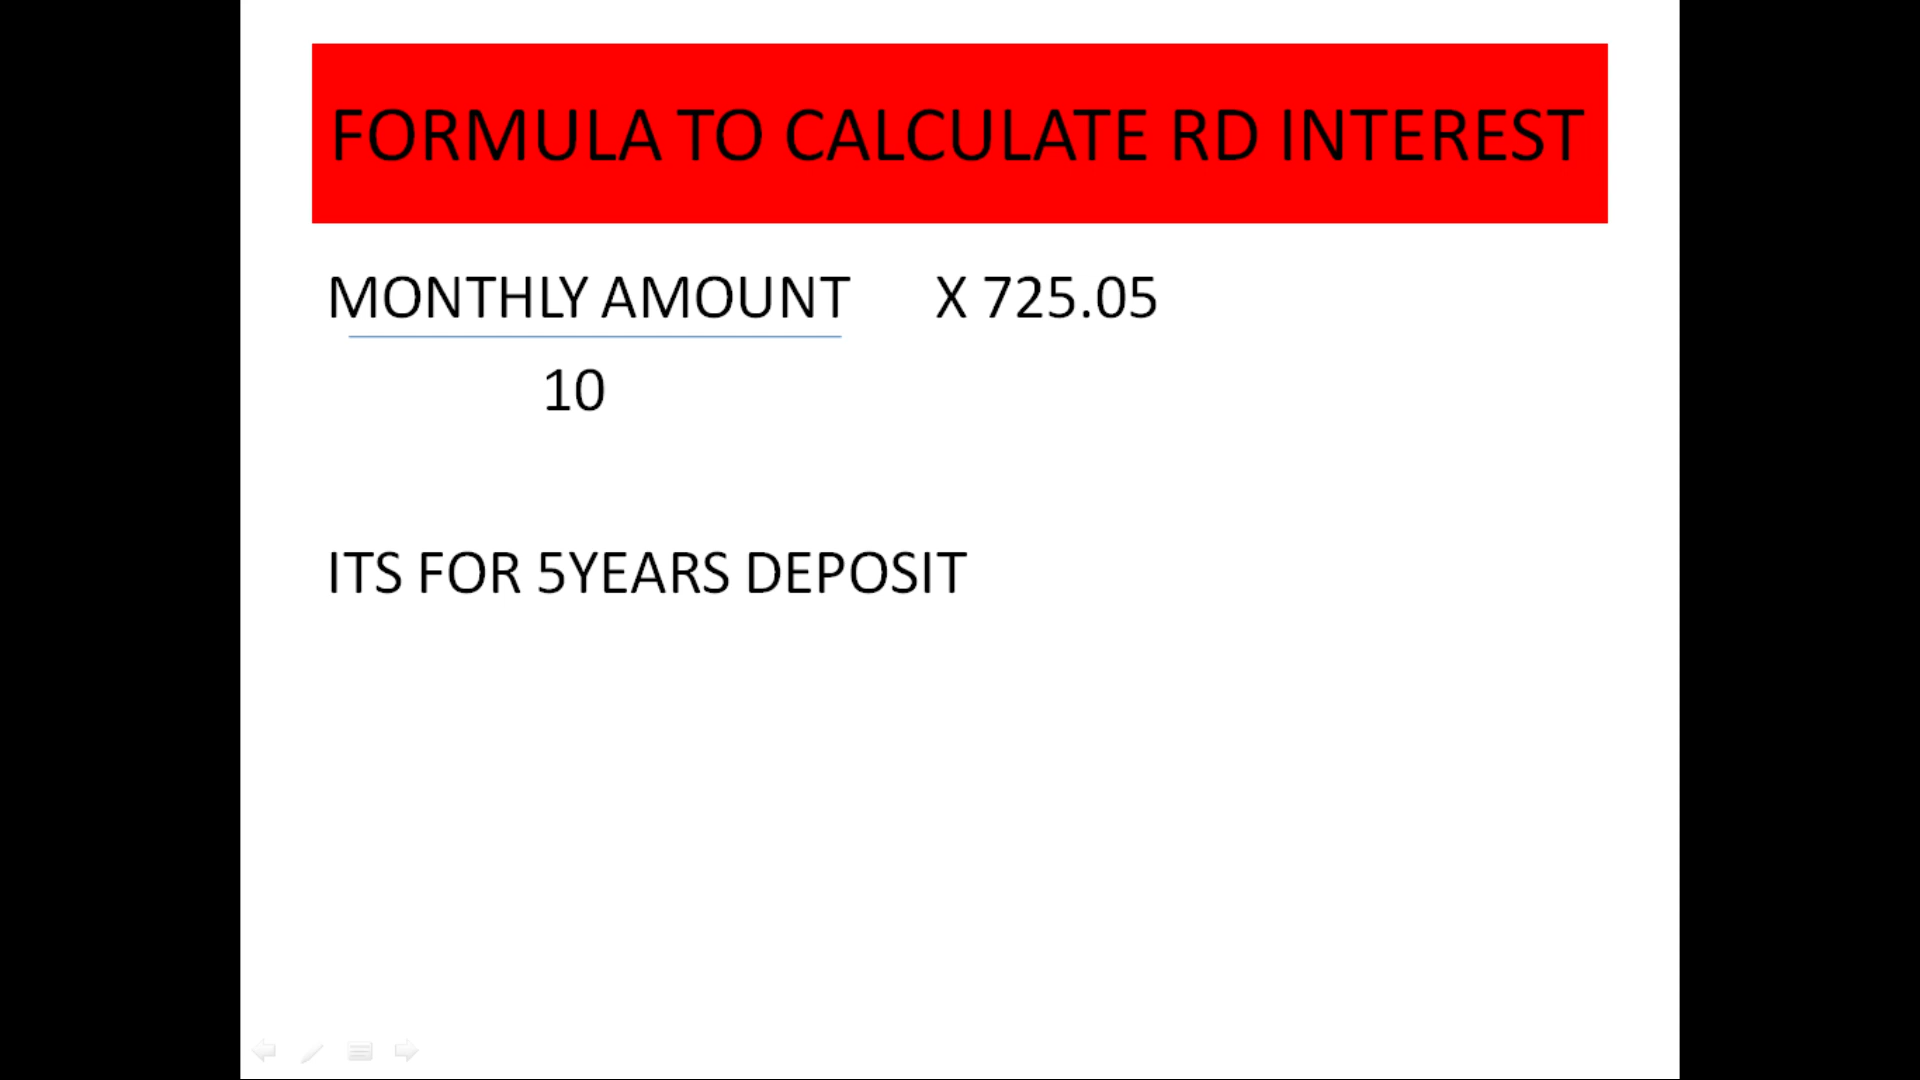 FORMULA TO CALCULATE RD INTEREST
MONTHLY AMOUNT X 725.05
10
ITS FOR 5YEARS DEPOSIT